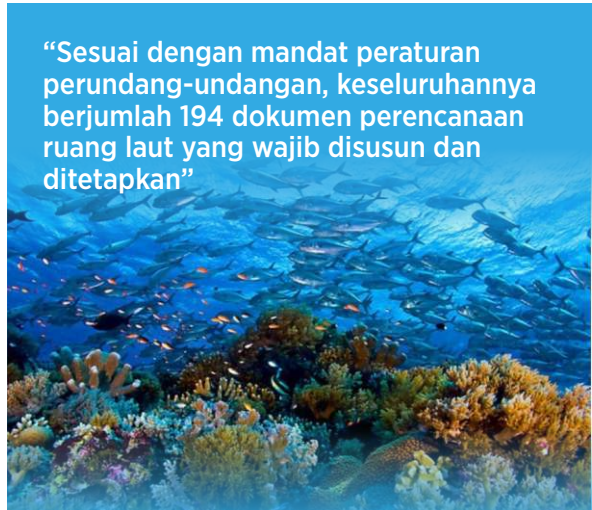 “Sesuai dengan mandat peraturan
perundang-undangan, keseluruhannya
berjumlah 194 dokumen perencanaan
ruang laut yang wajib disusun dan
ditetapkan”